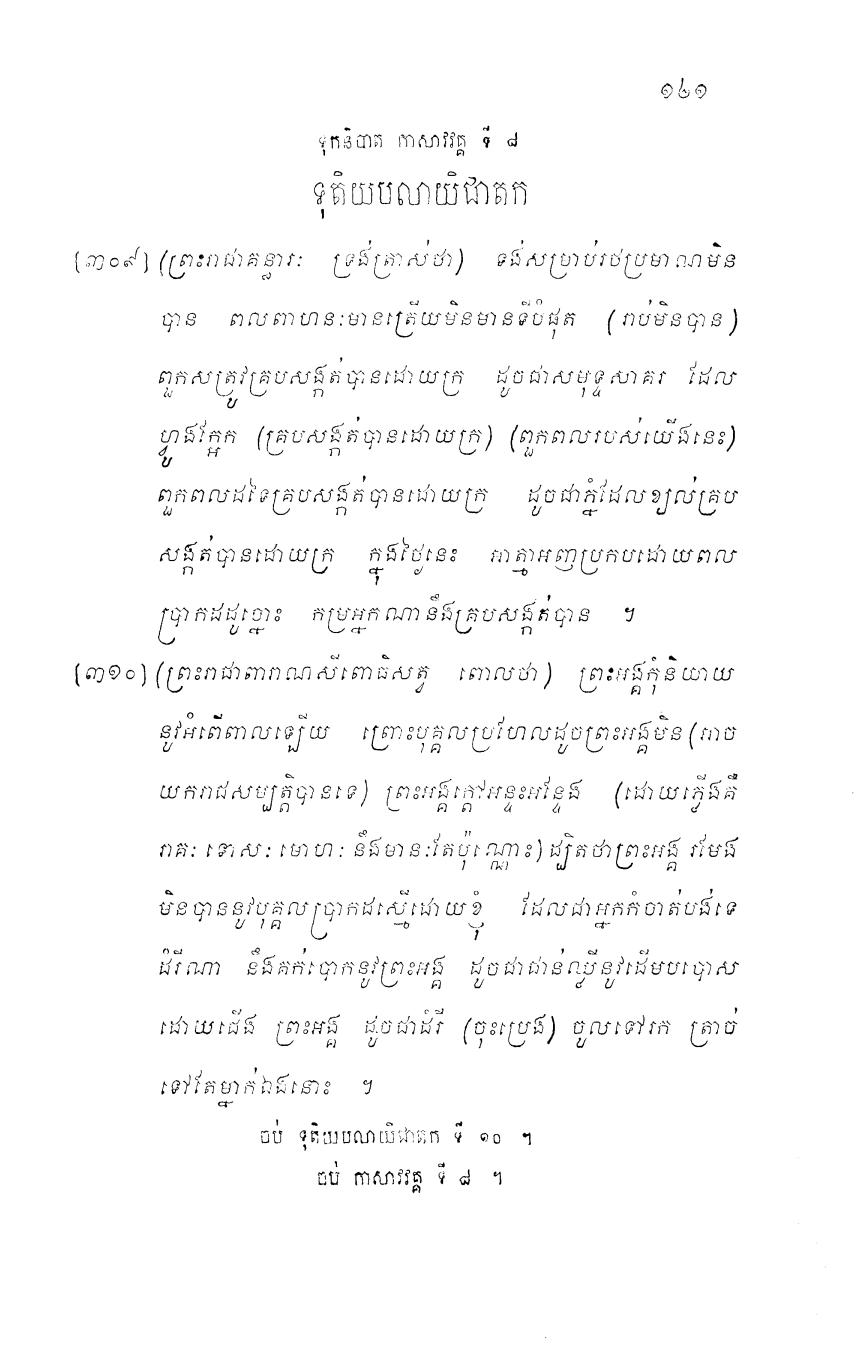 ១៤១
ទុកនិបាត កាសាវវគ្គ ទី ៨
ទុតិយបលាយិជាតក
[៣០៩] (ព្រះរាជាគន្ធារៈ ទ្រង់ត្រាស់ថា) ទង់សម្រាប់រថប្រមាណមិន
បាន ពលពាហនៈមានត្រើយមិនមានទីបំផុត (រាប់មិនបាន)
ពួកសត្រូវគ្របសង្កត់បានដោយក្រ ដូចជាសមុទ្ទសាគរ ដែល
ហ្វូងក្អែក (គ្របសង្កត់បានដោយក្រ) (ពួកពលរបស់យើងនេះ)
ពួកពលដទៃគ្របសង្កត់បានដោយក្រ ដូចជាភ្នំដែលខ្យល់គ្រប
សង្កត់បានដោយក្រ ក្នុងថ្ងៃនេះ អាត្មាអញប្រកបដោយពល
ប្រាកដដូច្នោះ កម្រអ្នកណានឹងគ្របសង្កត់បាន ។
[៣១០] (ព្រះរាជាពារាណសីពោធិសត្វ ពោលថា) ព្រះអង្គកុំនិយាយ
នូវអំពើពាលឡើយ ព្រោះបុគ្គលប្រហែលដូចព្រះអង្គមិន(អាច
យករាជសម្បត្តិបានទេ) ព្រះអង្គក្តៅអន្ទះអន្ទែង (ដោយភ្លើងគឺ
រាគៈ ទោសៈ មោហៈ នឹងមានះតែប៉ុណ្ណោះ) ដ្បិតថាព្រះអង្គ រមែង
មិនបាននូវបុគ្គលប្រាកដស្មើដោយខ្ញុំ ដែលជាអ្នកកំចាត់បង់ទេ
ដំរីណា នឹងគក់បោកនូវព្រះអង្គ ដូចជាជាន់ឈ្លីនូវដើមបបោស
ដោយជើង ព្រះអង្គ ដូចជាដំរី (ចុះប្រេង) ចូលទៅរក ត្រាច់
ទៅតែម្នាក់ឯងនោះ ។
ចប់ ទុតិយបលាយិជាតក ទី ១០ ។
ចប់ កាសាវវគ្គ ទី ៨ ។